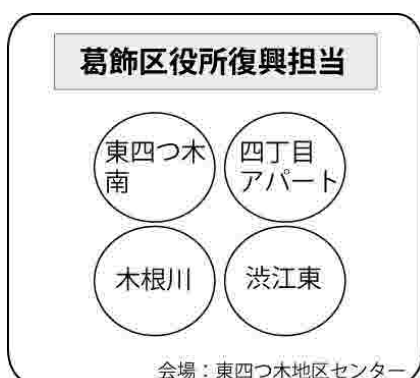 葛飾区役所復興担当
東四つ木
南
四丁目
アパート
木根川
渋江東
会場：東四つ木地区センター